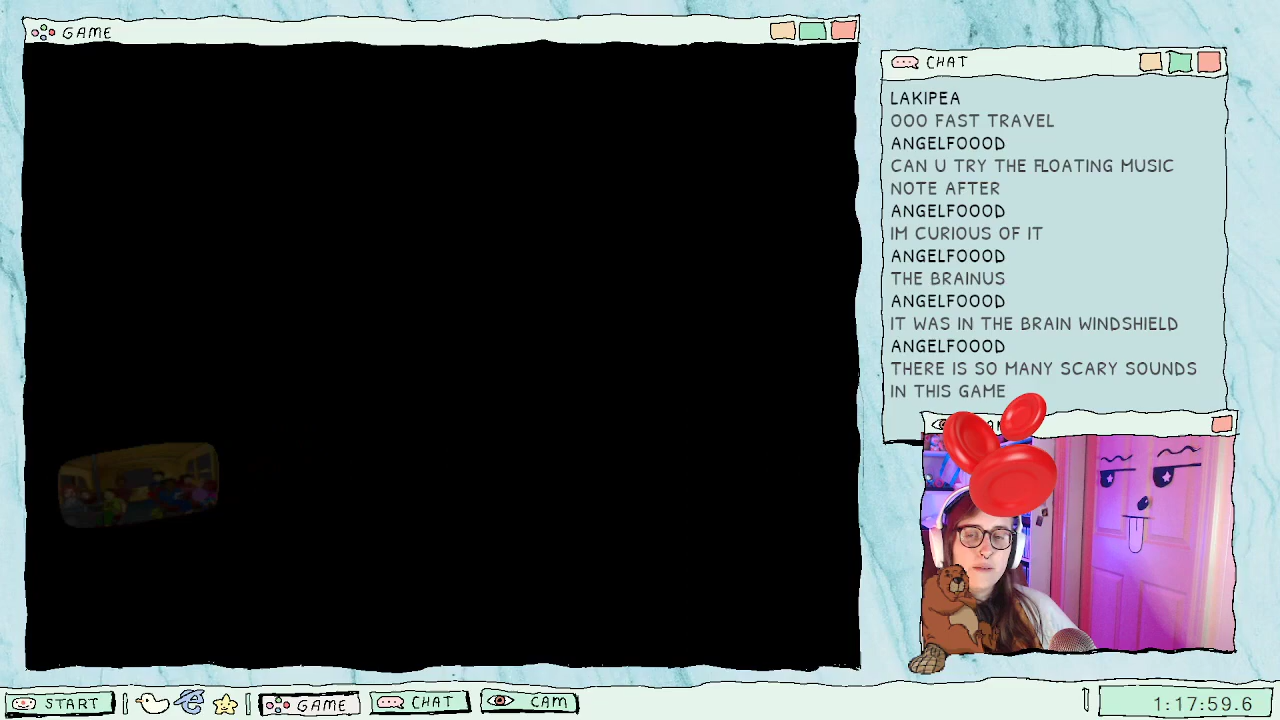 GAME
CHAT
LAKIPEA
OOO FAST TRAVEL
ANGELFOOOD
CAN U TRY THE FLOATING MUSIC
NOTE AFTER
ANGELFOOOD
IM CURIOUS OF IT
ANGELFOOOD
THE BRAINUS
ANGELFOOOD
IT WAS IN THE BRAIN WINDSHIELD
ANGELFOOOD
THERE IS SO MANY SCARY SOUNDS
IN THIS GAME
START
GAME
CHAT
CAM
1:17:59.6